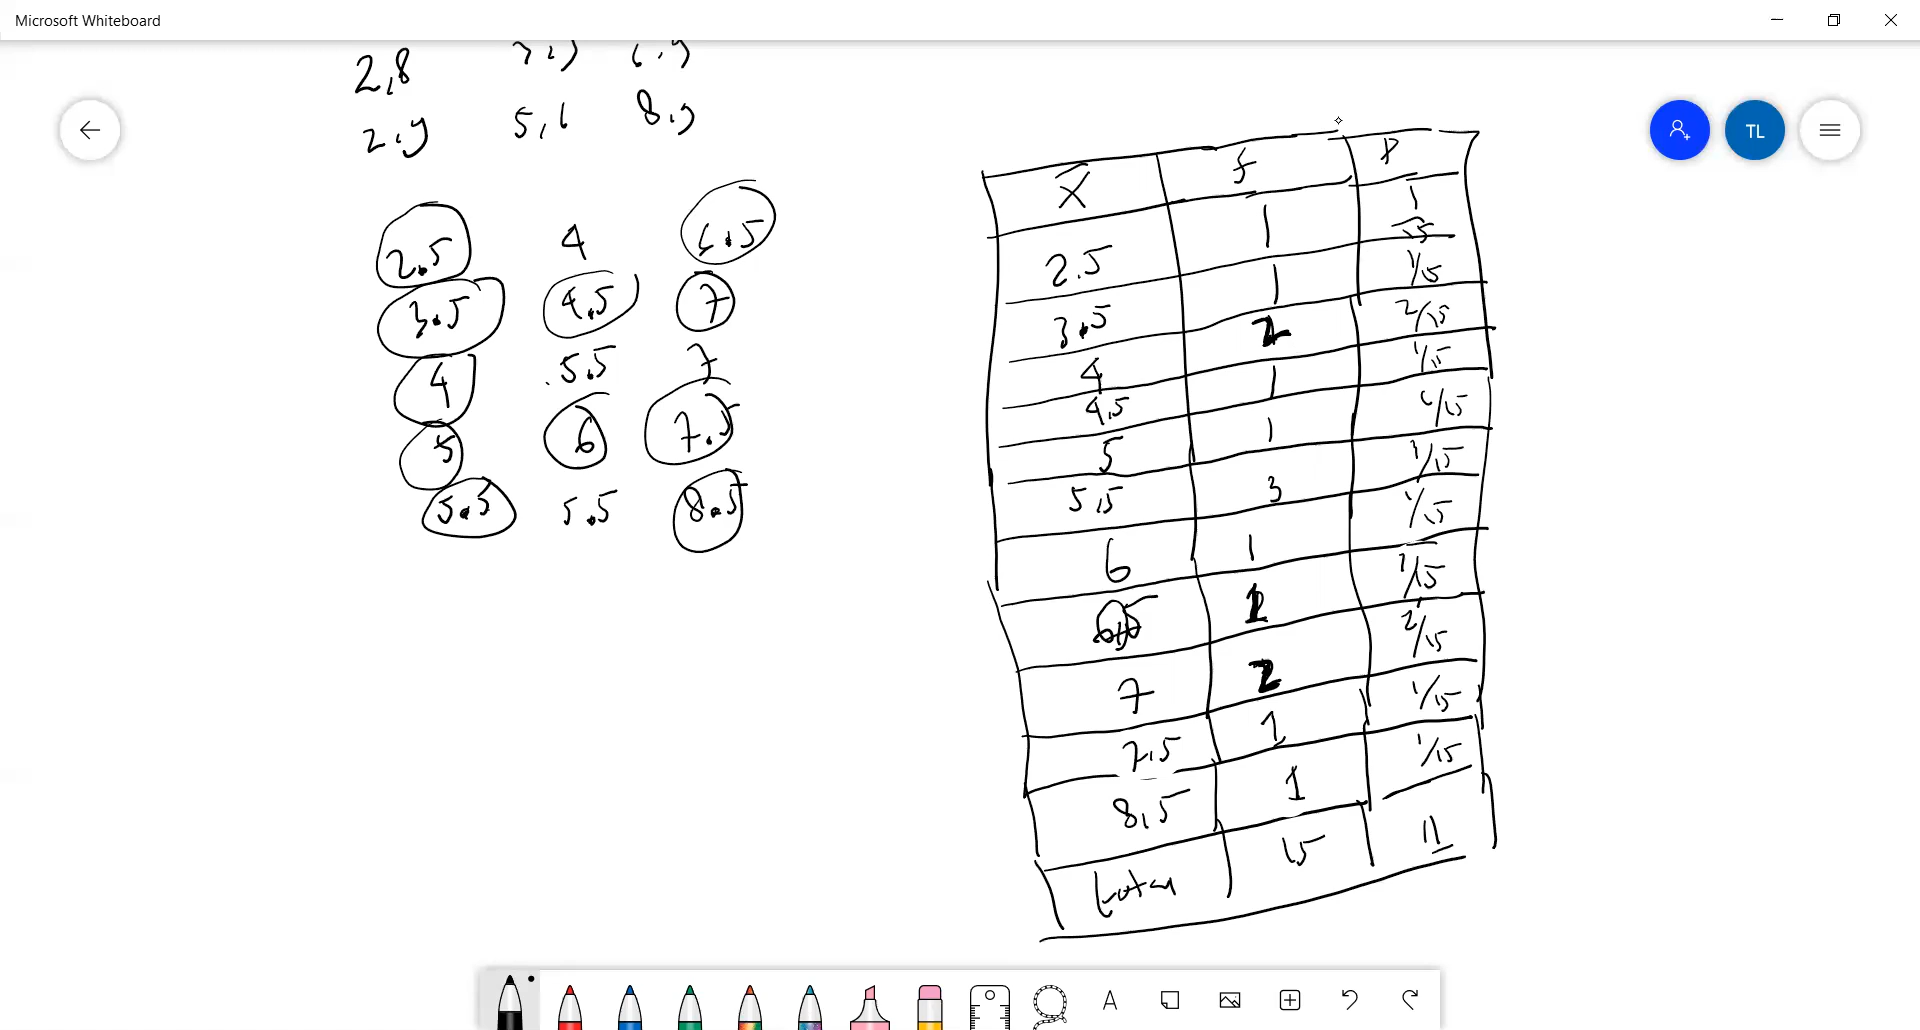 Microsoft Whiteboard
2,8
2,9 5,6 8,9
TL
2.5 4 6.5
3.5 4.5 7
4 5.5 7
5 6 7.5
5.5 5.5 8.5
X̄ f P
2.5 1 1/15
3.5 1 1/15
4 2 2/15
4.5 1 1/15
5 1 1/15
5,5 3 3/15
6 1 1/15
6,5 1 1/15
7 2 2/15
7,5 1 1/15
8,5 1 1/15
total 15 1
A